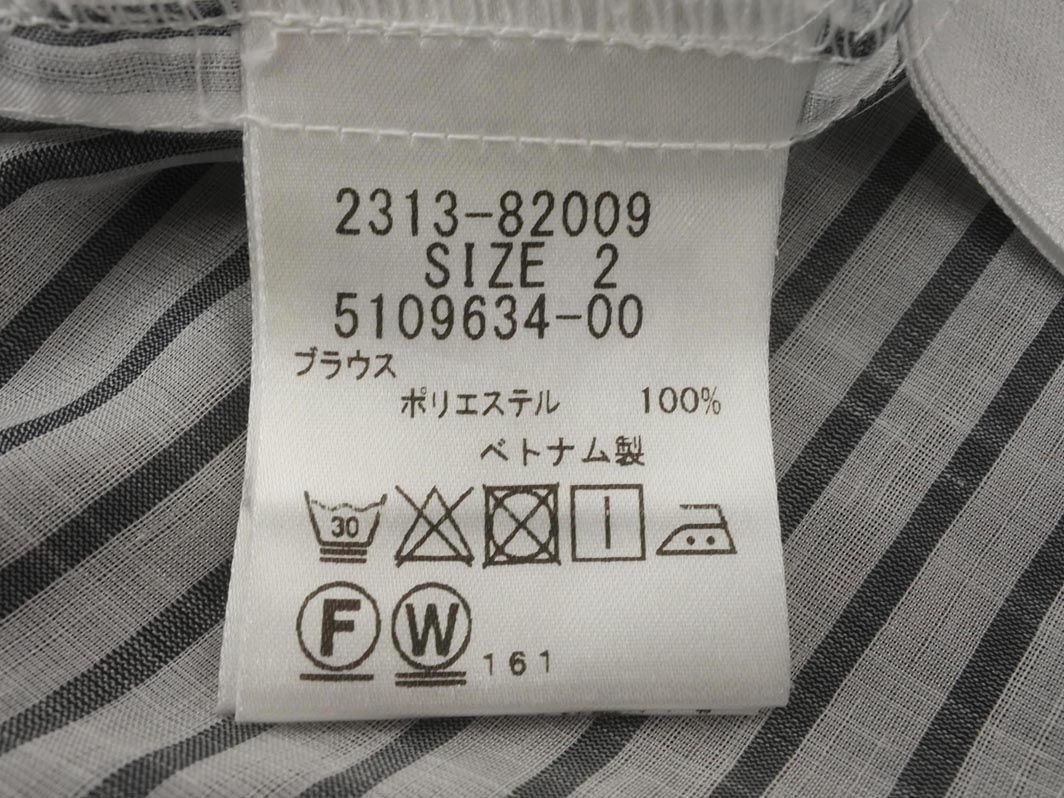 2313-82009
SIZE 2
5109634-00
ブラウス
ポリエステル 100%
ベトナム製
30
F W 161